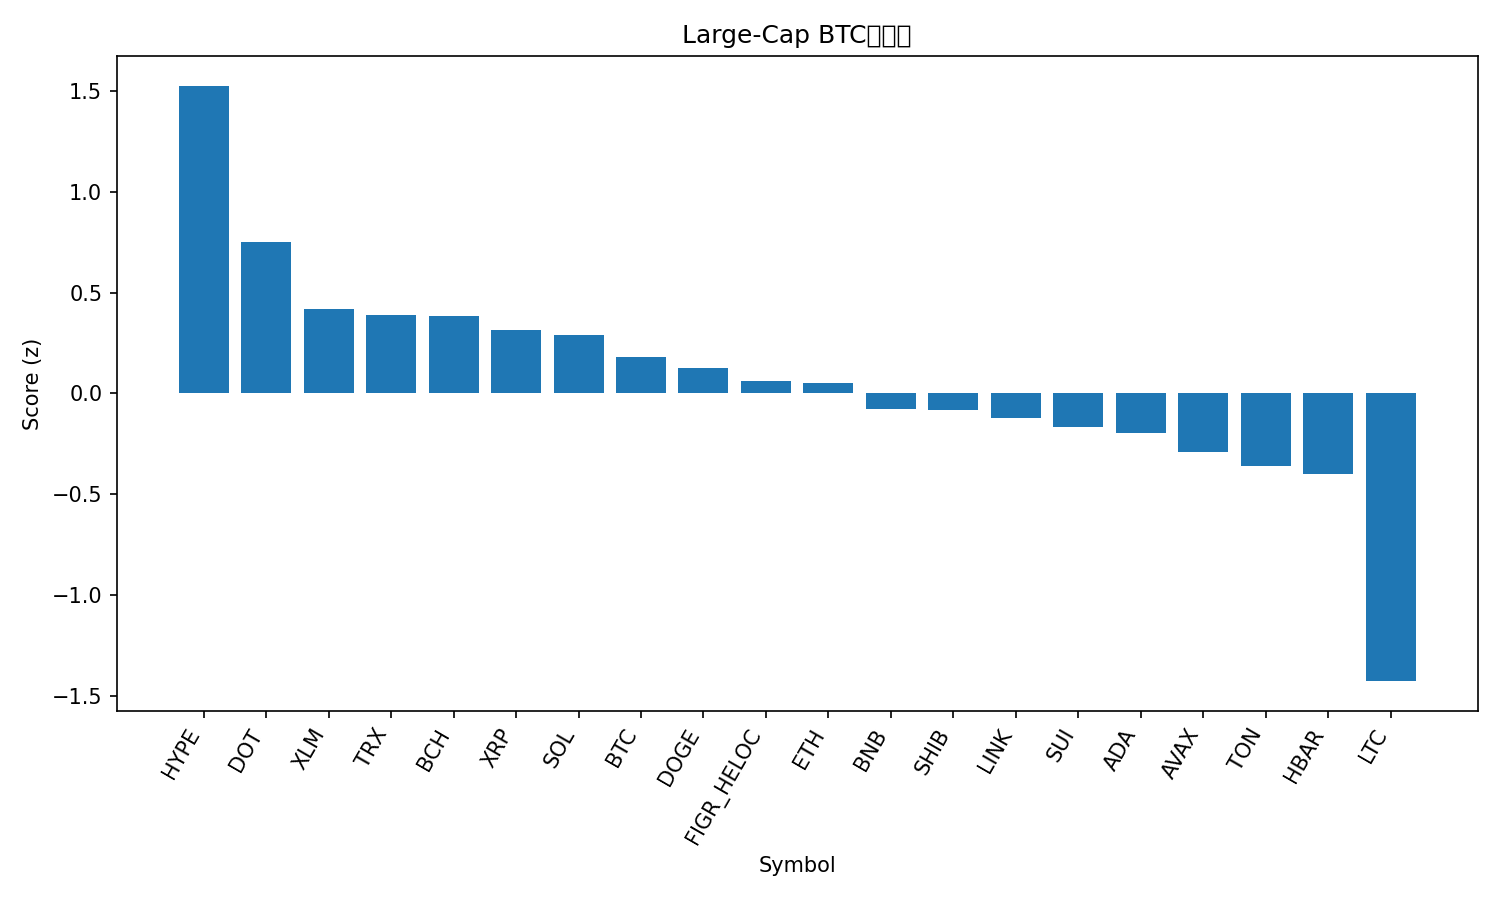 Large-Cap BTC
1.5
1.0
0.5
0.0
−0.5
−1.0
−1.5
Score (z)
HYPE
DOT
XLM
TRX
BCH
XRP
SOL
BTC
DOGE
FIGR_HELOC
ETH
BNB
SHIB
LINK
SUI
ADA
AVAX
TON
HBAR
LTC
Symbol